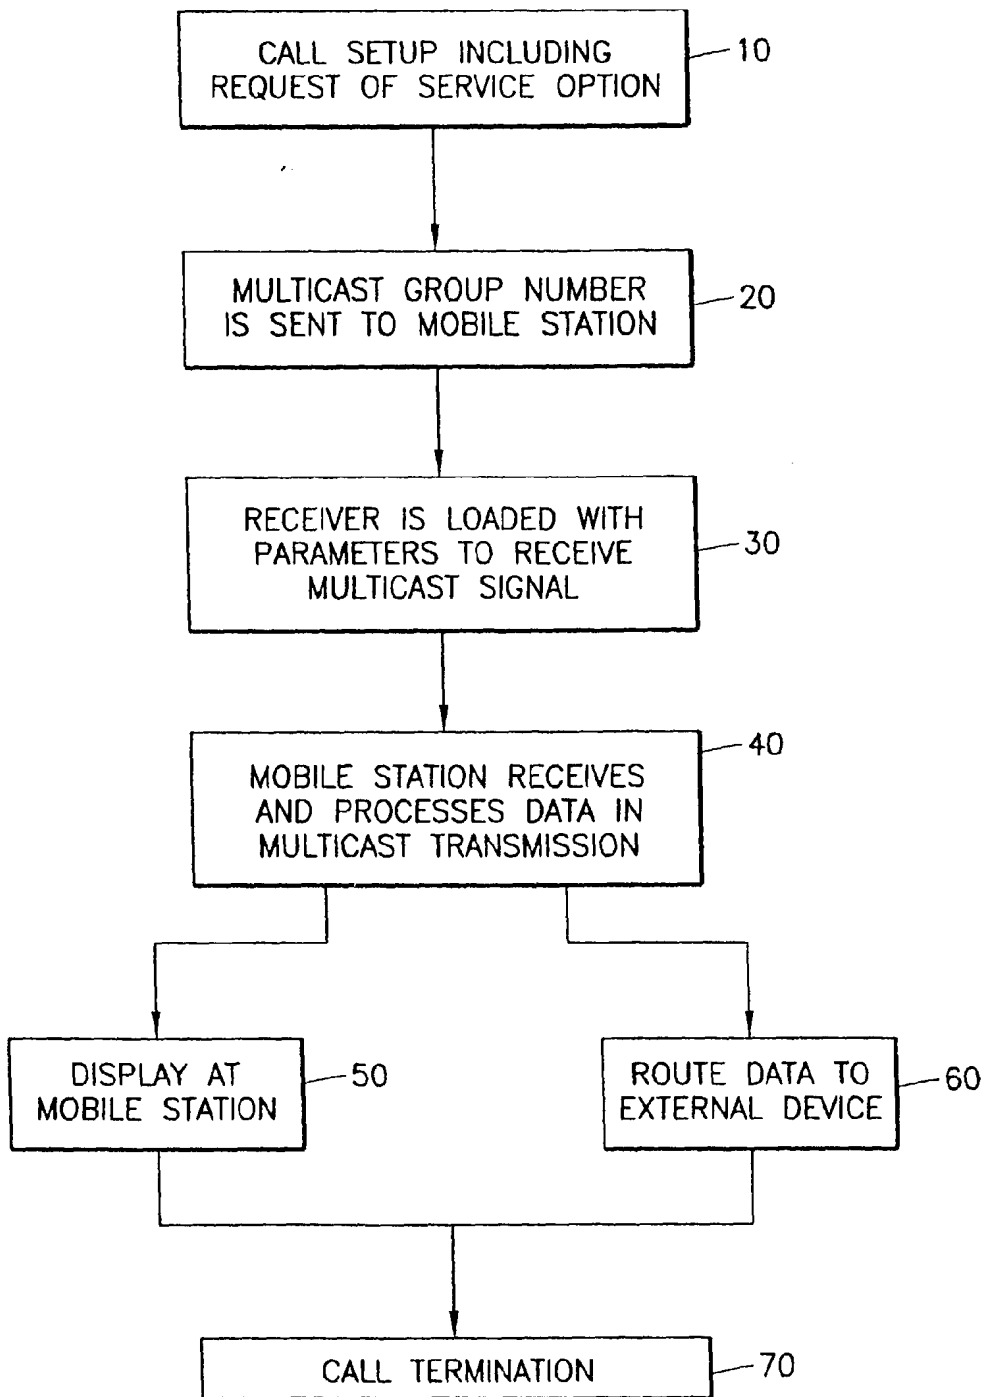 CALL SETUP INCLUDING
REQUEST OF SERVICE OPTION
10
MULTICAST GROUP NUMBER
IS SENT TO MOBILE STATION
20
RECEIVER IS LOADED WITH
PARAMETERS TO RECEIVE
MULTICAST SIGNAL
30
MOBILE STATION RECEIVES
AND PROCESSES DATA IN
MULTICAST TRANSMISSION
40
DISPLAY AT
MOBILE STATION
50
ROUTE DATA TO
EXTERNAL DEVICE
60
CALL TERMINATION
70